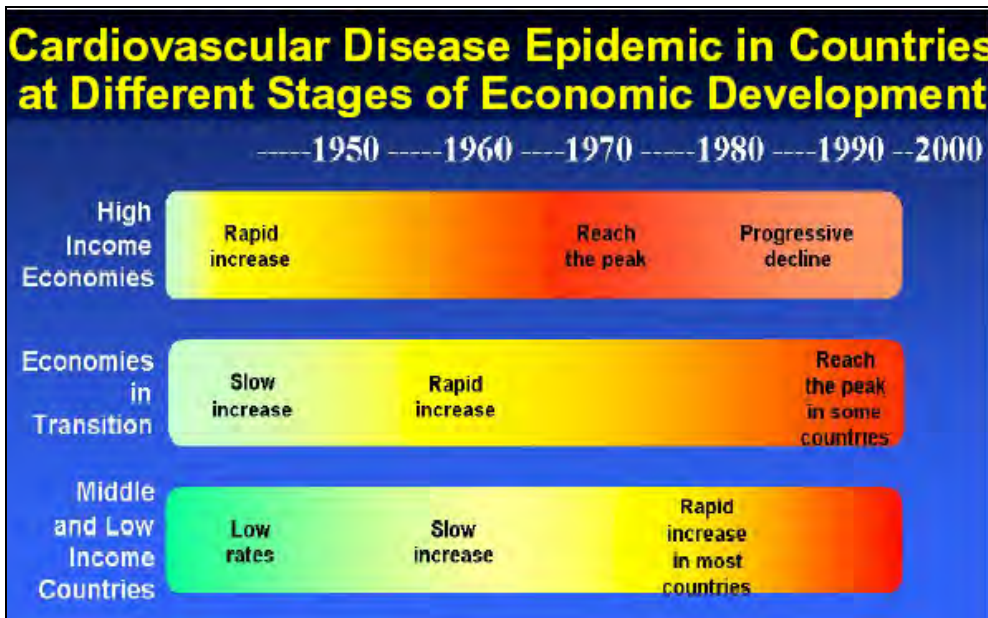 Cardiovascular Disease Epidemic in Countries
at Different Stages of Economic Development
-----1950 -----1960 ----1970 -----1980 ----1990 --2000
High
Income
Economies
Rapid
increase
Reach
the peak
Progressive
decline
Economies
in
Transition
Slow
increase
Rapid
increase
Reach
the peak
in some
countries
Middle
and Low
Income
Countries
Low
rates
Slow
increase
Rapid
increase
in most
countries